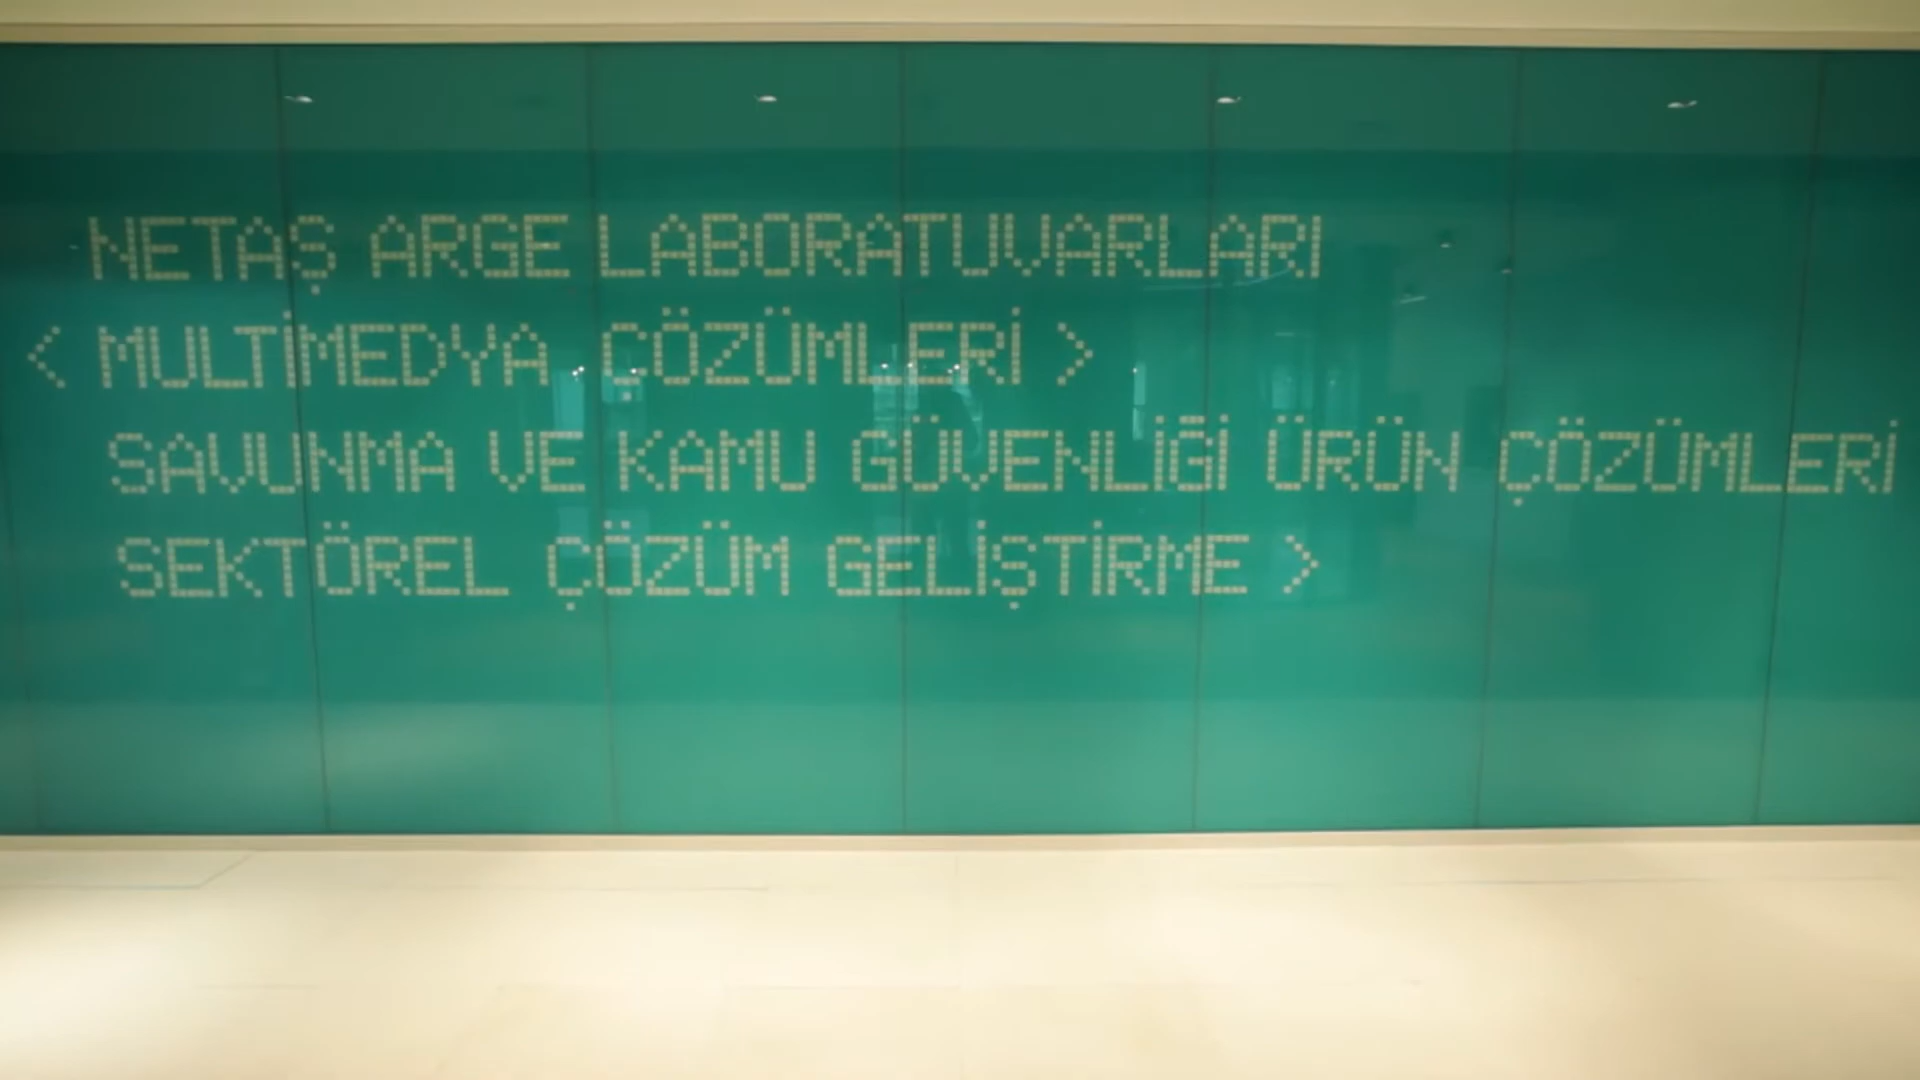 NETAŞ ARGE LABORATUVARLARI
< MULTİMEDYA ÇÖZÜMLERİ >
SAVUNMA VE KAMU GÜVENLİĞİ ÜRÜN ÇÖZÜMLERİ
SEKTÖREL ÇÖZÜM GELİŞTİRME >